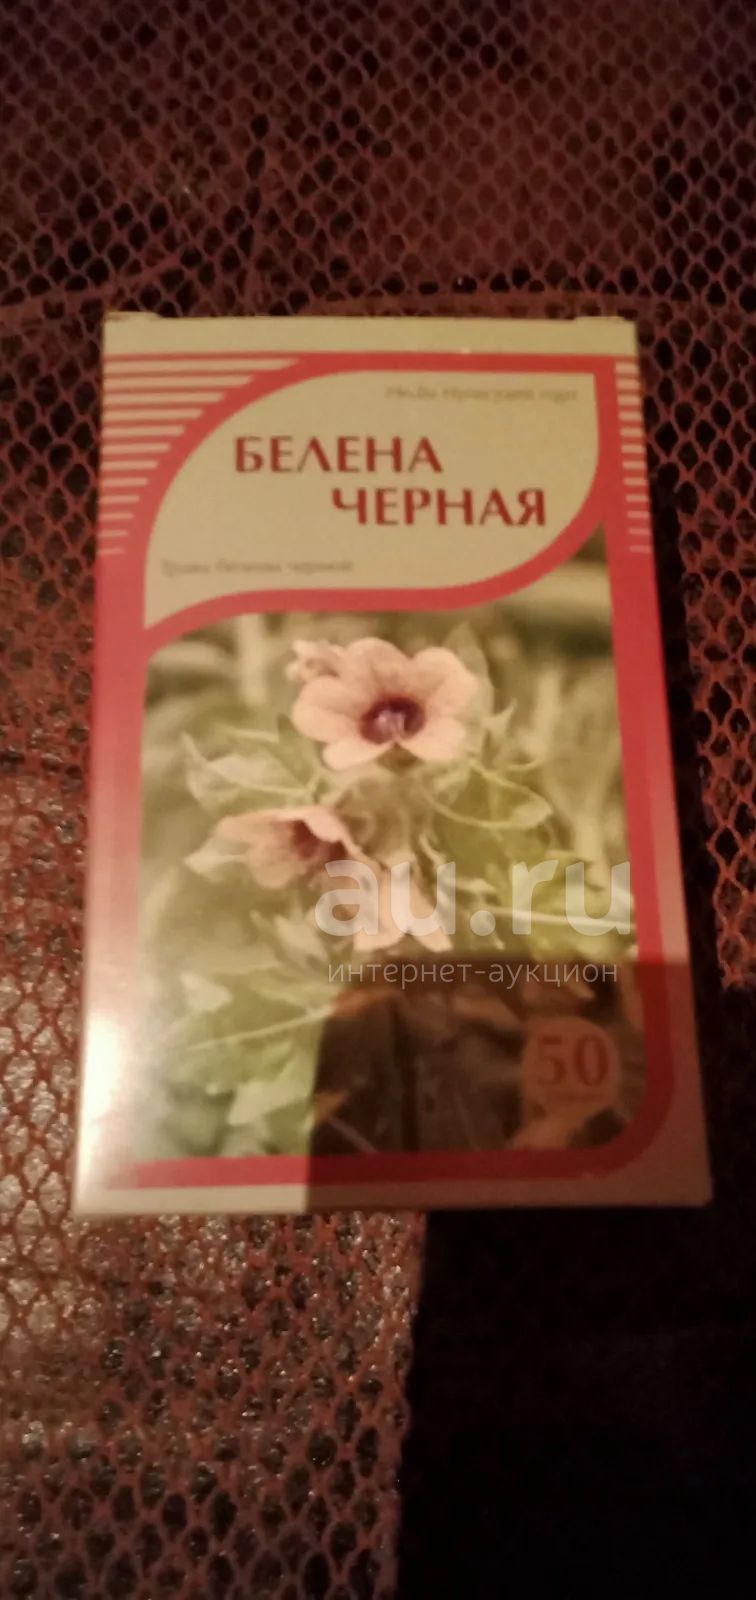 БЕЛЕНА
ЧЕРНАЯ
Трава белены черной
au.ru
интернет-аукцион
50